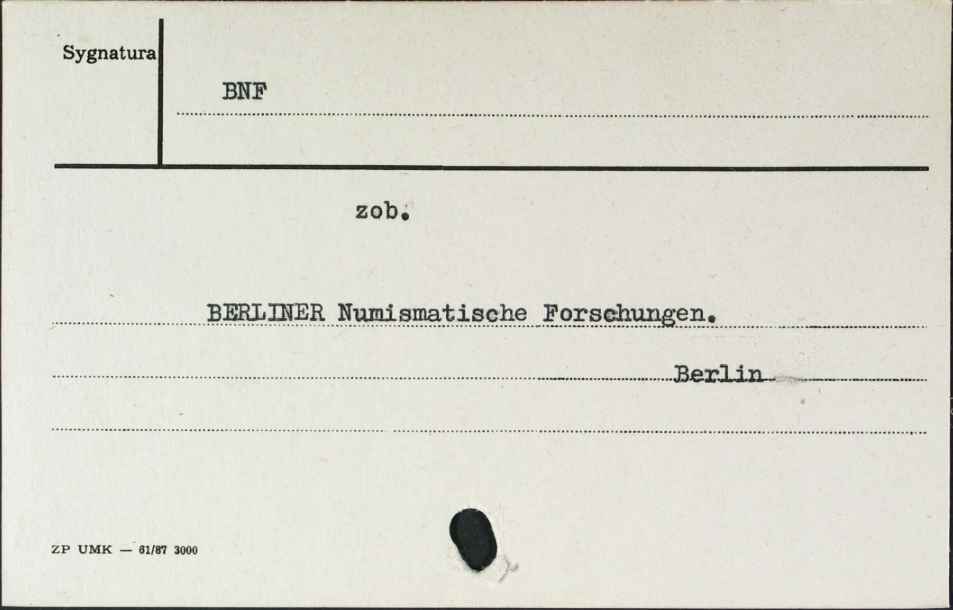 Sygnatura
BNF
zob.
BERLINER Numismatische Forschungen.
Berlin
ZP UMK — 61/87 3000